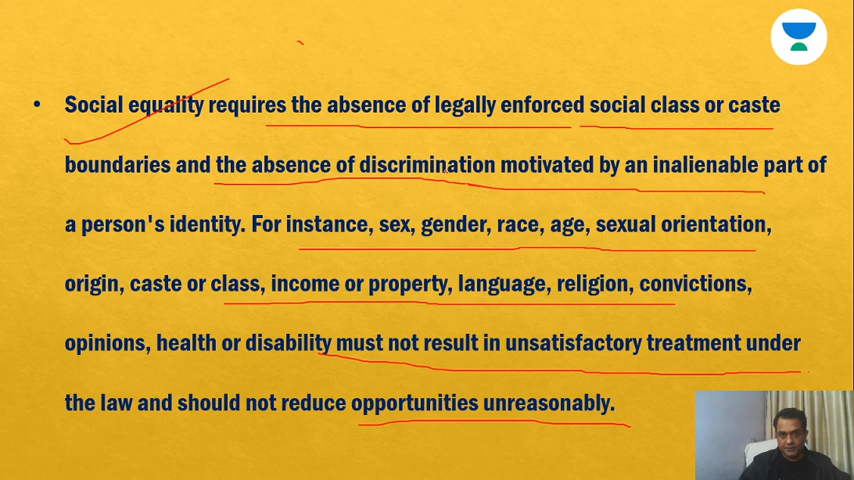 • Social equality requires the absence of legally enforced social class or caste
boundaries and the absence of discrimination motivated by an inalienable part of
a person's identity. For instance, sex, gender, race, age, sexual orientation,
origin, caste or class, income or property, language, religion, convictions,
opinions, health or disability must not result in unsatisfactory treatment under
the law and should not reduce opportunities unreasonably.